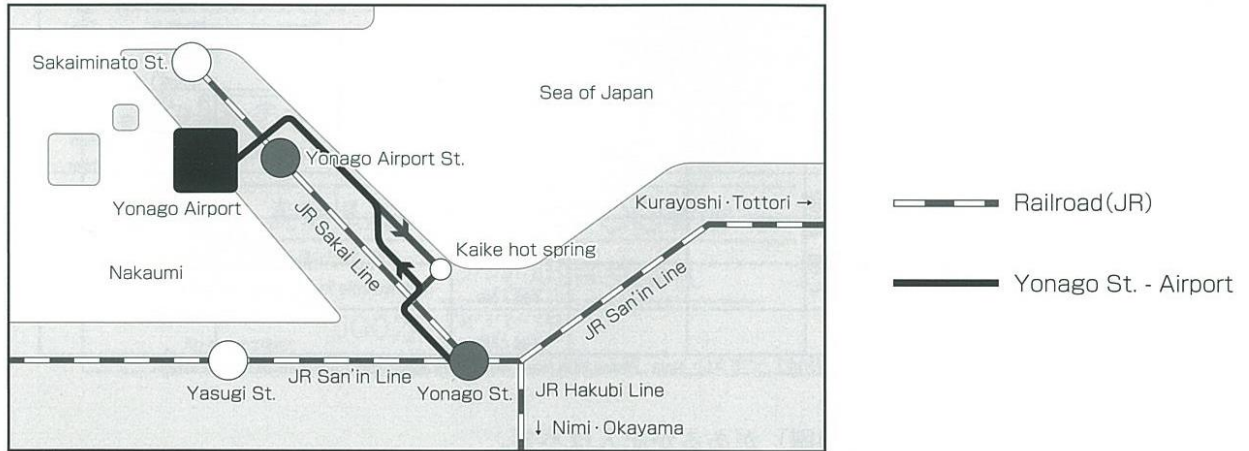 Sakaiminato St.
Sea of Japan
Yonago Airport St.
Yonago Airport
Kurayoshi・Tottori →
Railroad(JR)
JR Sakai Line
Kaike hot spring
Nakaumi
Yonago St. - Airport
JR San'in Line
JR San'in Line
Yasugi St.
Yonago St.
JR Hakubi Line
↓ Nimi・Okayama